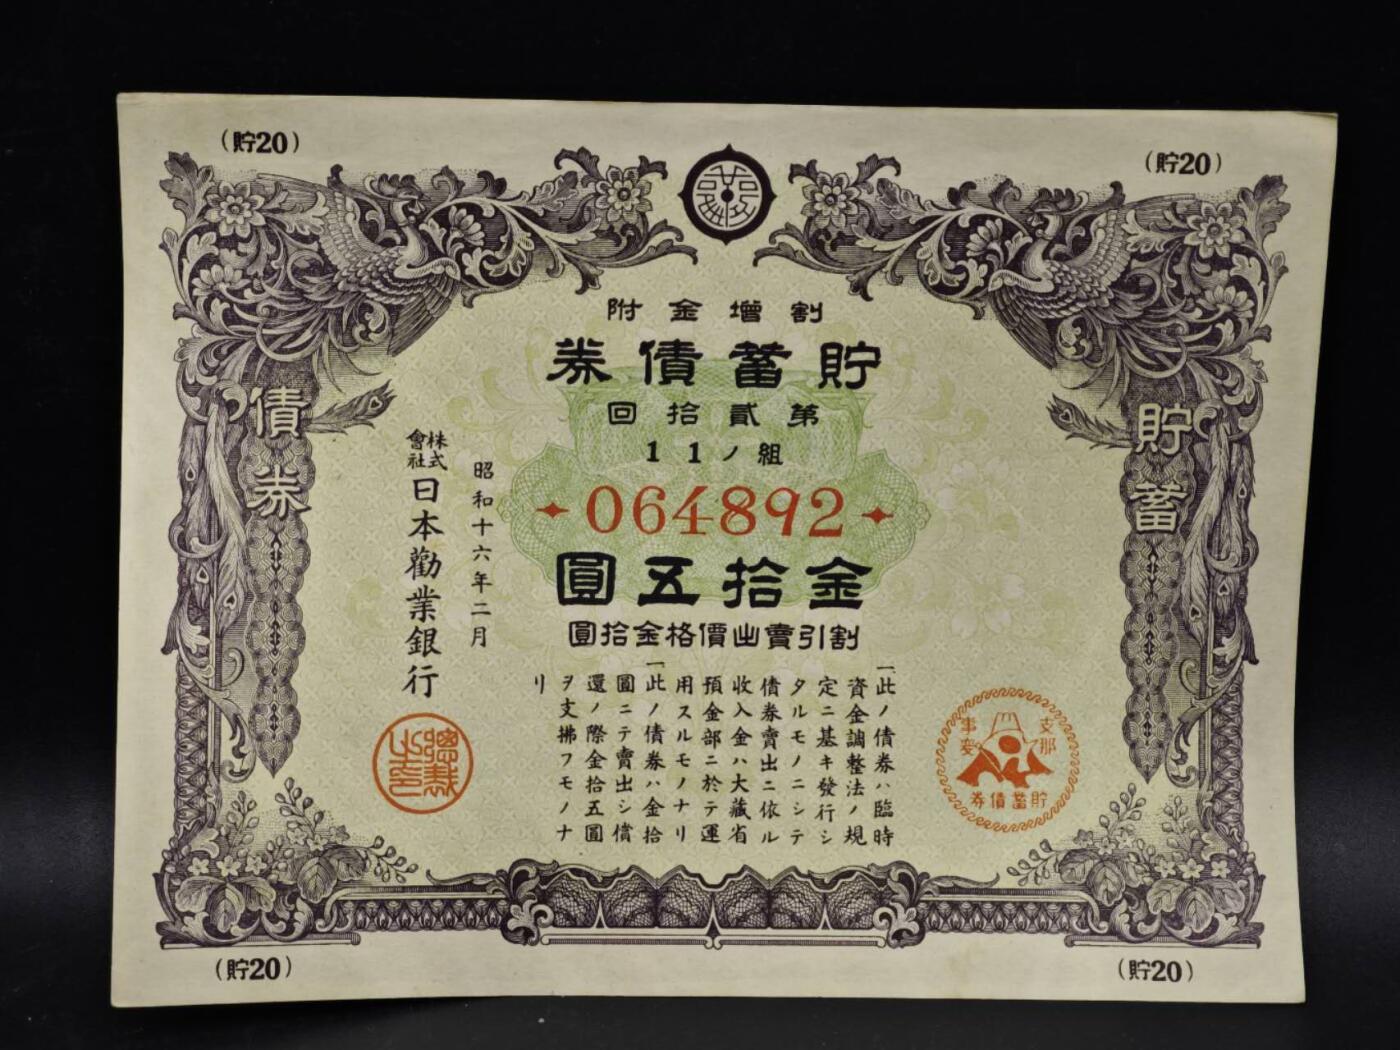 (貯20)
(貯20)
割增金附
貯蓄債券
第貳拾回
11ノ組
064892
金拾五圓
割引賣出價格金拾圓
貯蓄
債券
一此ノ債券ハ臨時
資金調整法ノ規
定ニ基キ發行シ
タルモノニシテ
債券賣出ニ依ル
收入金ハ大藏省
預金部ニ於テ運
用スルモノナリ
一此ノ債券ハ金拾
圓ニテ賣出シ償
還ノ際金拾五圓
ヲ支拂フモノナ
リ
昭和十六年二月
株式會社日本勸業銀行
總裁之印
支那
事變
貯蓄債券
(貯20)
(貯20)